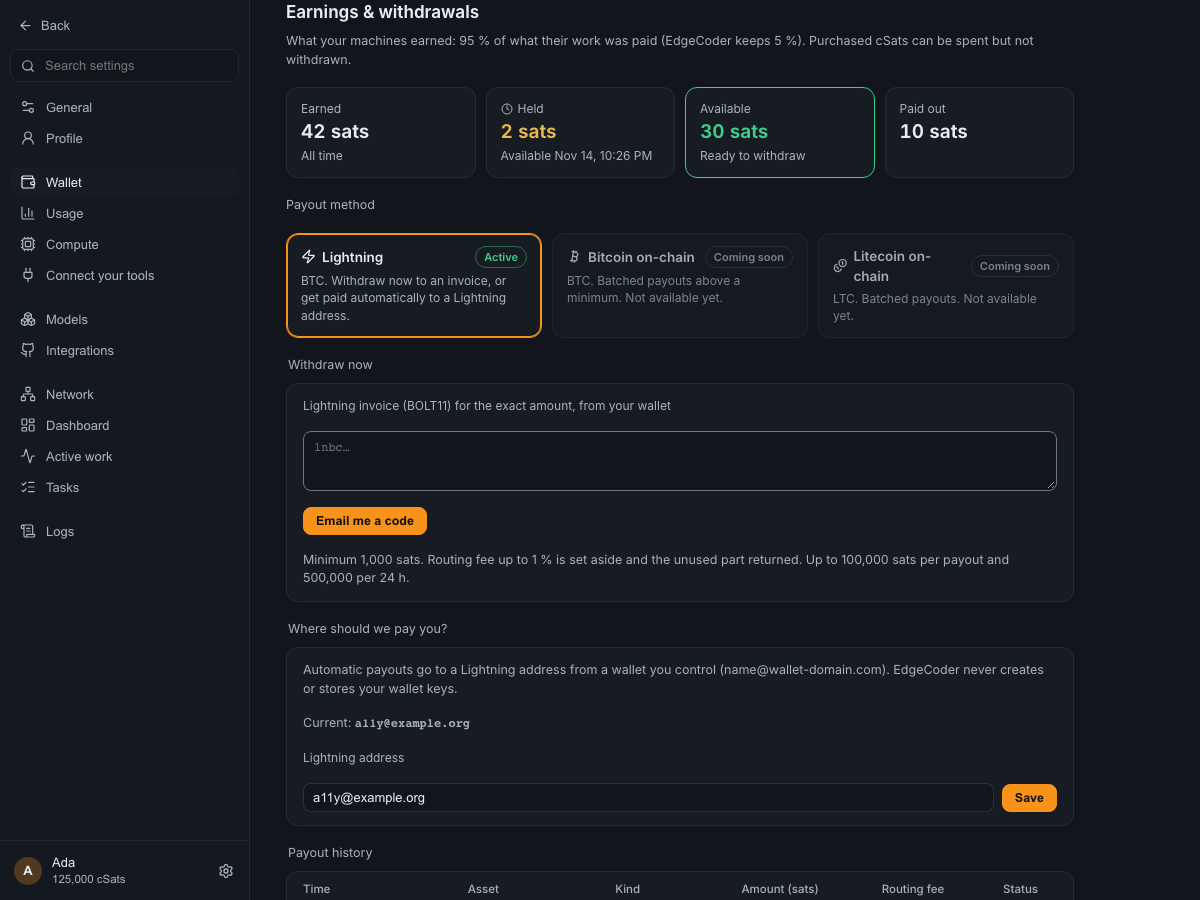 Back
Search settings
General
Profile
Wallet
Usage
Compute
Connect your tools
Models
Integrations
Network
Dashboard
Active work
Tasks
Logs
A
Ada
125,000 cSats
Earnings & withdrawals
What your machines earned: 95 % of what their work was paid (EdgeCoder keeps 5 %). Purchased cSats can be spent but not
withdrawn.
Earned
42 sats
All time
Held
2 sats
Available Nov 14, 10:26 PM
Available
30 sats
Ready to withdraw
Paid out
10 sats
Payout method
Lightning
Active
BTC. Withdraw now to an invoice, or
get paid automatically to a Lightning
address.
Bitcoin on-chain
Coming soon
BTC. Batched payouts above a
minimum. Not available yet.
Litecoin on-
chain
Coming soon
LTC. Batched payouts. Not available
yet.
Withdraw now
Lightning invoice (BOLT11) for the exact amount, from your wallet
lnbc…
Email me a code
Minimum 1,000 sats. Routing fee up to 1 % is set aside and the unused part returned. Up to 100,000 sats per payout and
500,000 per 24 h.
Where should we pay you?
Automatic payouts go to a Lightning address from a wallet you control (name@wallet-domain.com). EdgeCoder never creates
or stores your wallet keys.
Current: a11y@example.org
Lightning address
a11y@example.org
Save
Payout history
Time Asset Kind Amount (sats) Routing fee Status